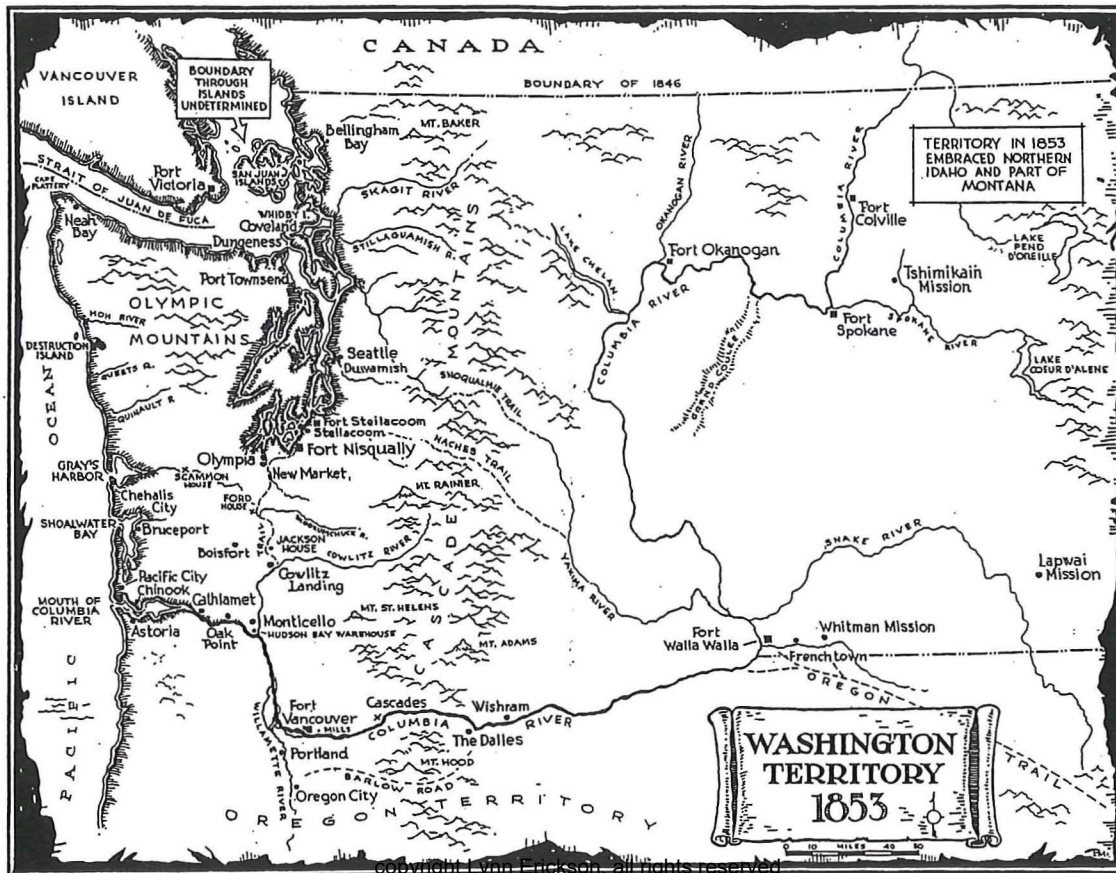 CANADA
VANCOUVER
ISLAND
BOUNDARY
THROUGH
ISLANDS
UNDETERMINED
BOUNDARY OF 1846
MT. BAKER
Bellingham
Bay
TERRITORY IN 1853
EMBRACED NORTHERN
IDAHO AND PART OF
MONTANA
STRAIT OF
JUAN DE FUCA
CAPE
FLATTERY
Port
Victoria
SAN JUAN
ISLANDS
SKAGIT RIVER
OKANOGAN RIVER
COLUMBIA RIVER
Fort
Colville
Neah
Bay
WHIDBY I.
Coveland
Dungeness
STILLAGUAMISH R.
Port Townsend
LAKE CHELAN
Fort Okanogan
LAKE
PEND
D'OREILLE
Tshimikain
Mission
OLYMPIC
MOUNTAINS
HOH RIVER
DESTRUCTION
ISLAND
QUEETS R.
QUINAULT R.
HOOD CANAL
Seattle
Duwamish
SNOQUALMIE TRAIL
COLUMBIA RIVER
GRAND COULEE
Fort
Spokane
SPOKANE
RIVER
LAKE
COEUR D'ALENE
Fort Steilacoom
Steilacoom
Fort Nisqually
NACHES TRAIL
Olympia
New Market,
GRAY'S
HARBOR
SCAMMON
HOUSE
Chehalis
City
FORD
HOUSE
MT. RAINIER
SHOALWATER
BAY
Bruceport
SKOOKUMCHUCK R.
Boisfort
TRAIL
JACKSON
HOUSE
COWLITZ RIVER
Cowlitz
Landing
CASCADE
MOUNTAINS
YAKIMA RIVER
SNAKE RIVER
Lapwai
Mission
Pacific City
Chinook
MOUTH OF
COLUMBIA
RIVER
Cathlamet
Astoria
Oak
Point
Monticello
HUDSON BAY WAREHOUSE
MT. ST. HELENS
MT. ADAMS
Fort
Walla Walla
Whitman Mission
Frenchtown
OREGON
TRAIL
PACIFIC
OCEAN
Fort
Vancouver
MILLS
Cascades
COLUMBIA
RIVER
Wishram
The Dalles
WILLAMETTE RIVER
Portland
MT. HOOD
BARLOW ROAD
Oregon City
OREGON TERRITORY
WASHINGTON
TERRITORY
1853
0 10 MILES 40 50
copyright Lynn Erickson, all rights reserved